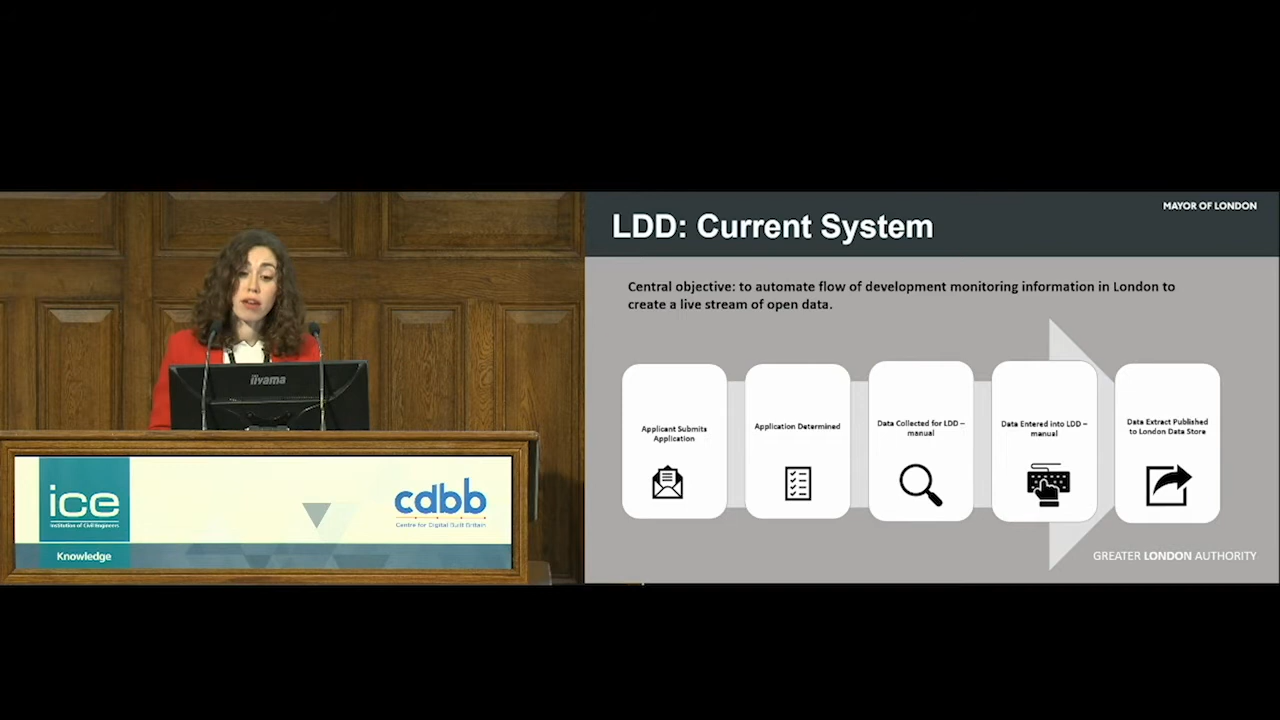 MAYOR OF LONDON
LDD: Current System
Central objective: to automate flow of development monitoring information in London to
create a live stream of open data.
Applicant Submits
Application
Application Determined
Data Collected for LDD –
manual
Data Entered into LDD –
manual
Data Extract Published
to London Data Store
GREATER LONDON AUTHORITY
iiyama
ice
Institution of Civil Engineers
Knowledge
cdbb
Centre for Digital Built Britain